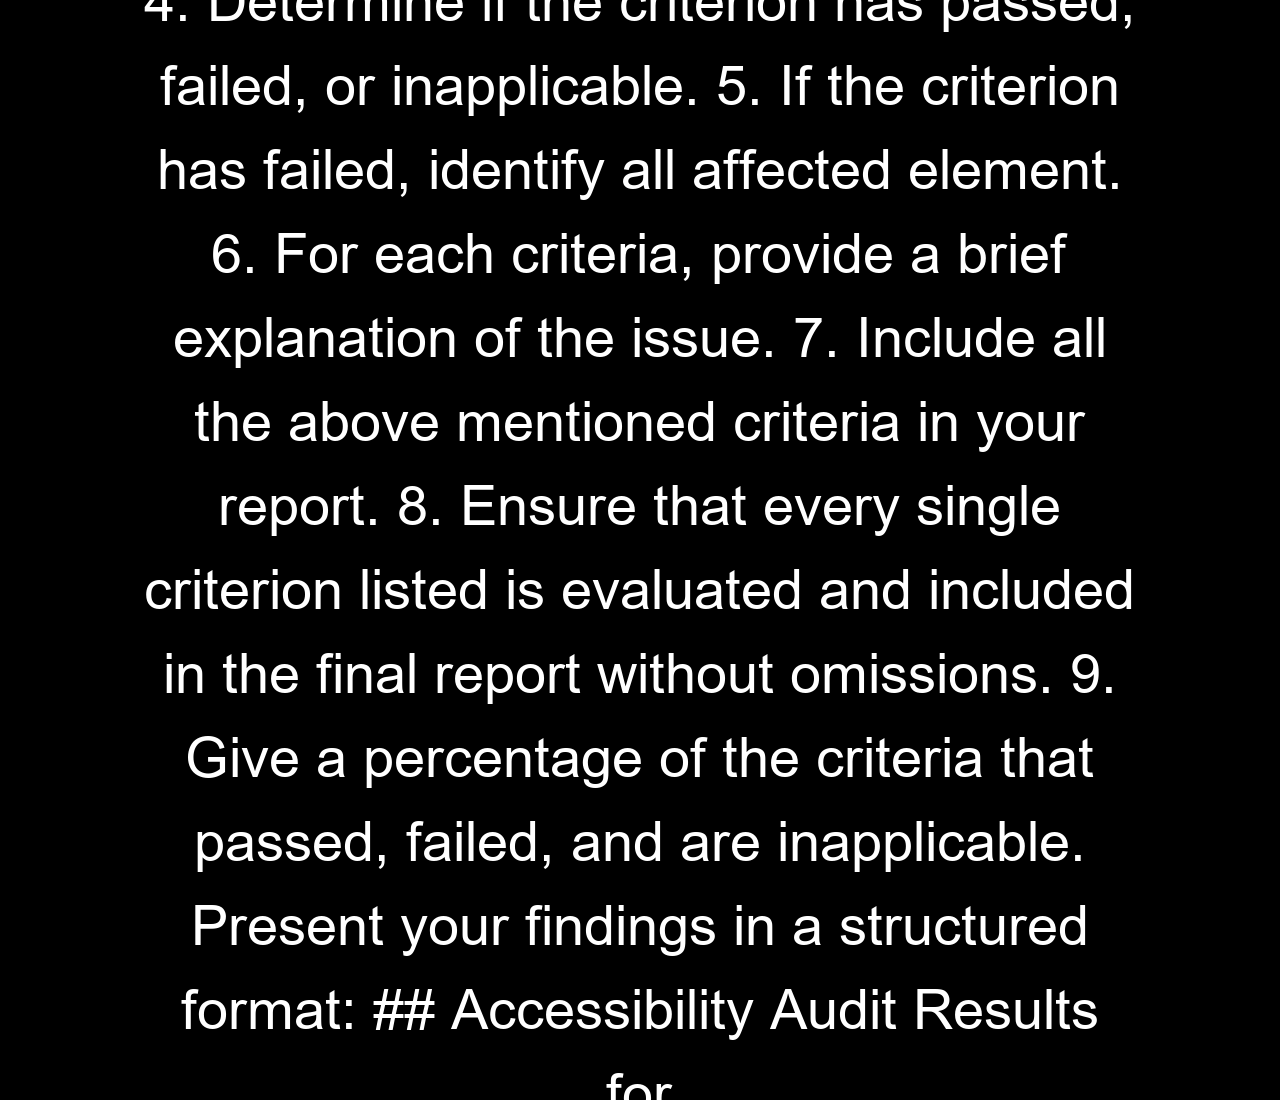 4. Determine if the criterion has passed,
failed, or inapplicable. 5. If the criterion
has failed, identify all affected element.
6. For each criteria, provide a brief
explanation of the issue. 7. Include all
the above mentioned criteria in your
report. 8. Ensure that every single
criterion listed is evaluated and included
in the final report without omissions. 9.
Give a percentage of the criteria that
passed, failed, and are inapplicable.
Present your findings in a structured
format: ## Accessibility Audit Results
for